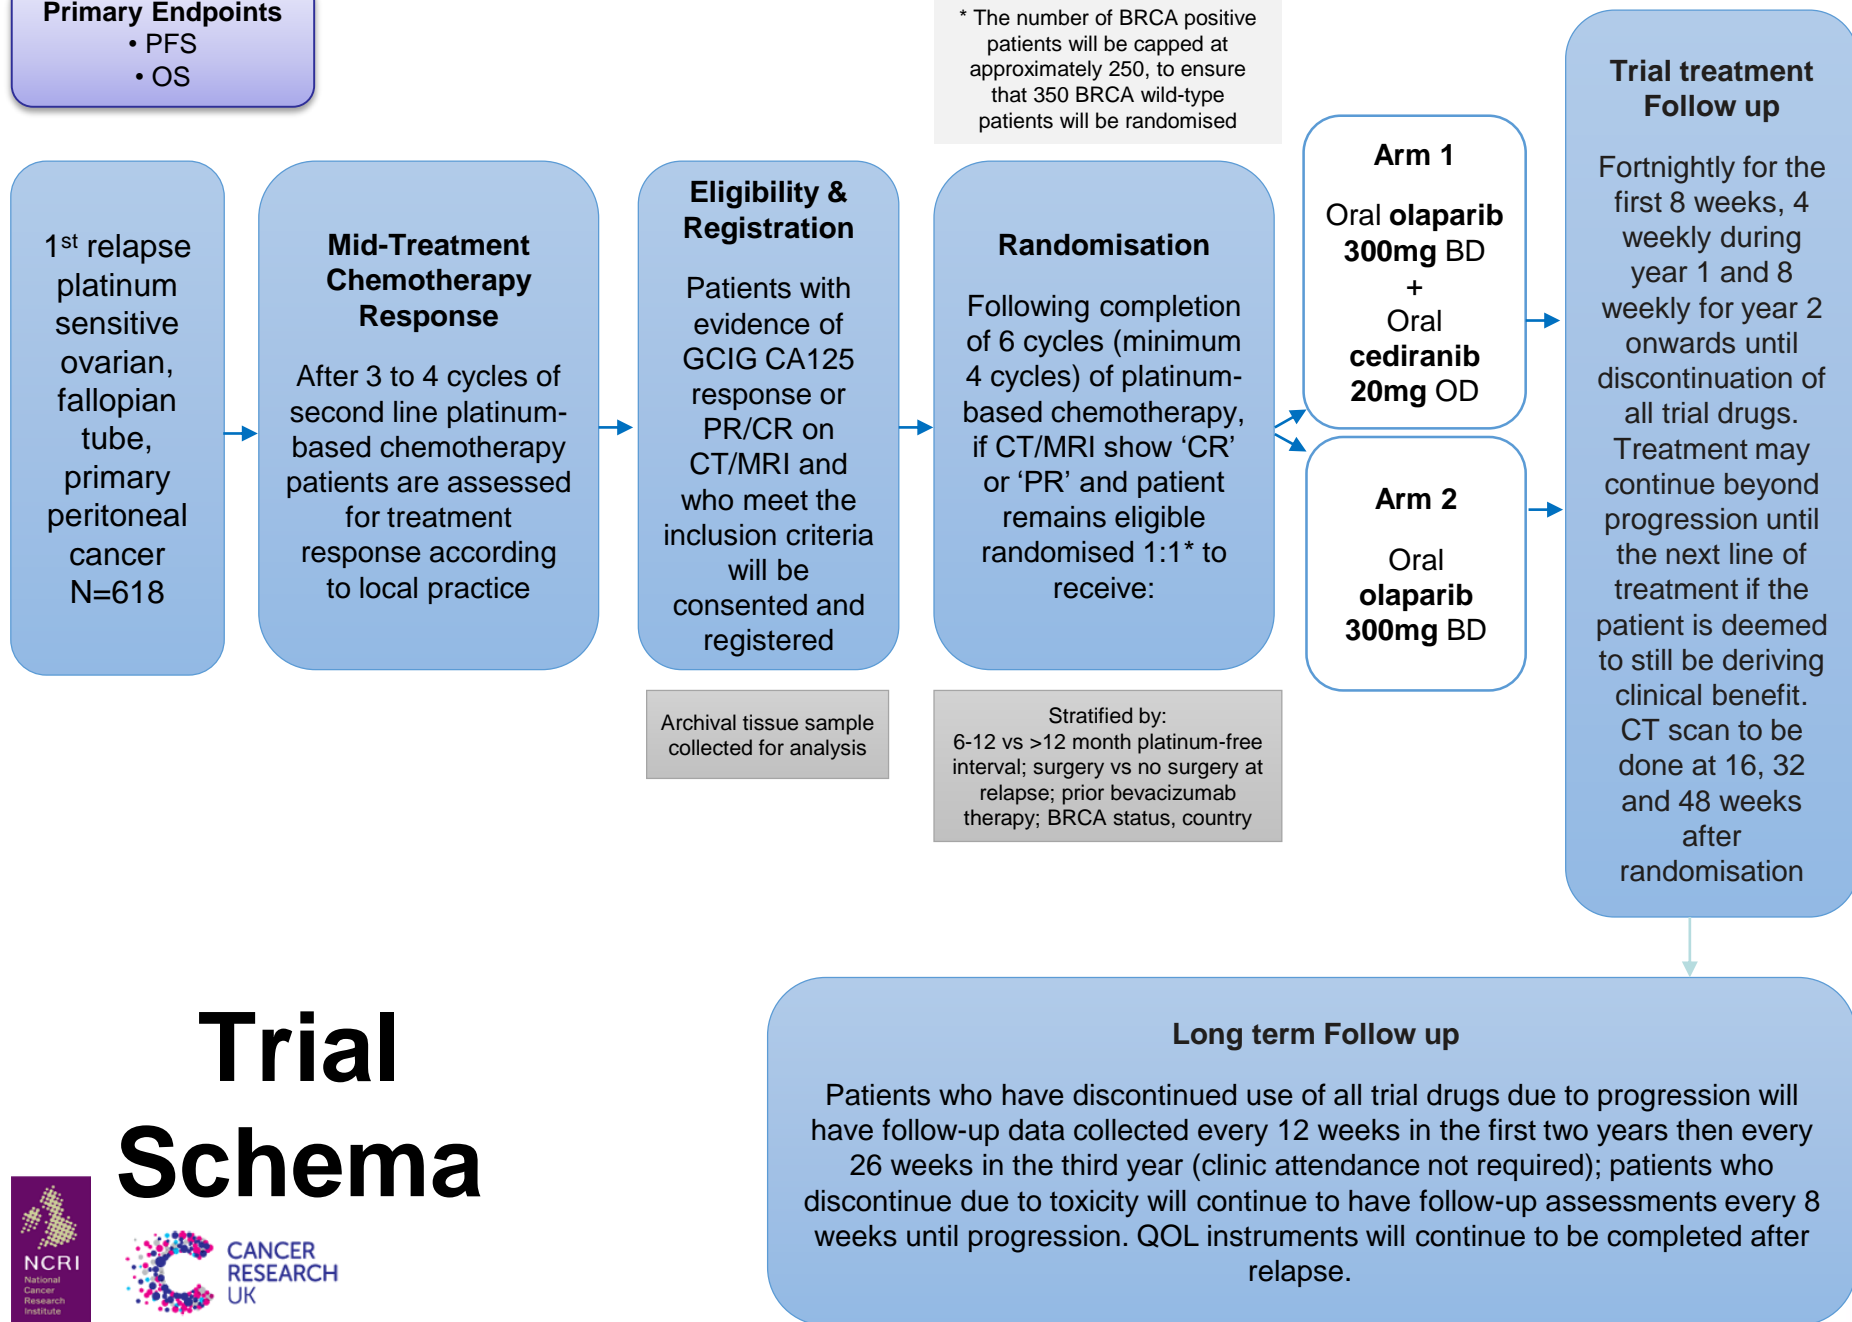 Primary Endpoints
• PFS
• OS
* The number of BRCA positive
patients will be capped at
approximately 250, to ensure
that 350 BRCA wild-type
patients will be randomised
1st relapse
platinum
sensitive
ovarian,
fallopian
tube,
primary
peritoneal
cancer
N=618
Mid-Treatment
Chemotherapy
Response
After 3 to 4 cycles of
second line platinum-
based chemotherapy
patients are assessed
for treatment
response according
to local practice
Eligibility &
Registration
Patients with
evidence of
GCIG CA125
response or
PR/CR on
CT/MRI and
who meet the
inclusion criteria
will be
consented and
registered
Archival tissue sample
collected for analysis
Randomisation
Following completion
of 6 cycles (minimum
4 cycles) of platinum-
based chemotherapy,
if CT/MRI show ‘CR’
or ‘PR’ and patient
remains eligible
randomised 1:1* to
receive:
Stratified by:
6-12 vs >12 month platinum-free
interval; surgery vs no surgery at
relapse; prior bevacizumab
therapy; BRCA status, country
Arm 1
Oral olaparib
300mg BD
+
Oral
cediranib
20mg OD
Arm 2
Oral
olaparib
300mg BD
Trial treatment
Follow up
Fortnightly for the
first 8 weeks, 4
weekly during
year 1 and 8
weekly for year 2
onwards until
discontinuation of
all trial drugs.
Treatment may
continue beyond
progression until
the next line of
treatment if the
patient is deemed
to still be deriving
clinical benefit.
CT scan to be
done at 16, 32
and 48 weeks
after
randomisation
Long term Follow up
Patients who have discontinued use of all trial drugs due to progression will
have follow-up data collected every 12 weeks in the first two years then every
26 weeks in the third year (clinic attendance not required); patients who
discontinue due to toxicity will continue to have follow-up assessments every 8
weeks until progression. QOL instruments will continue to be completed after
relapse.
Trial
Schema
NCRI
National
Cancer
Research
Institute
CANCER
RESEARCH
UK